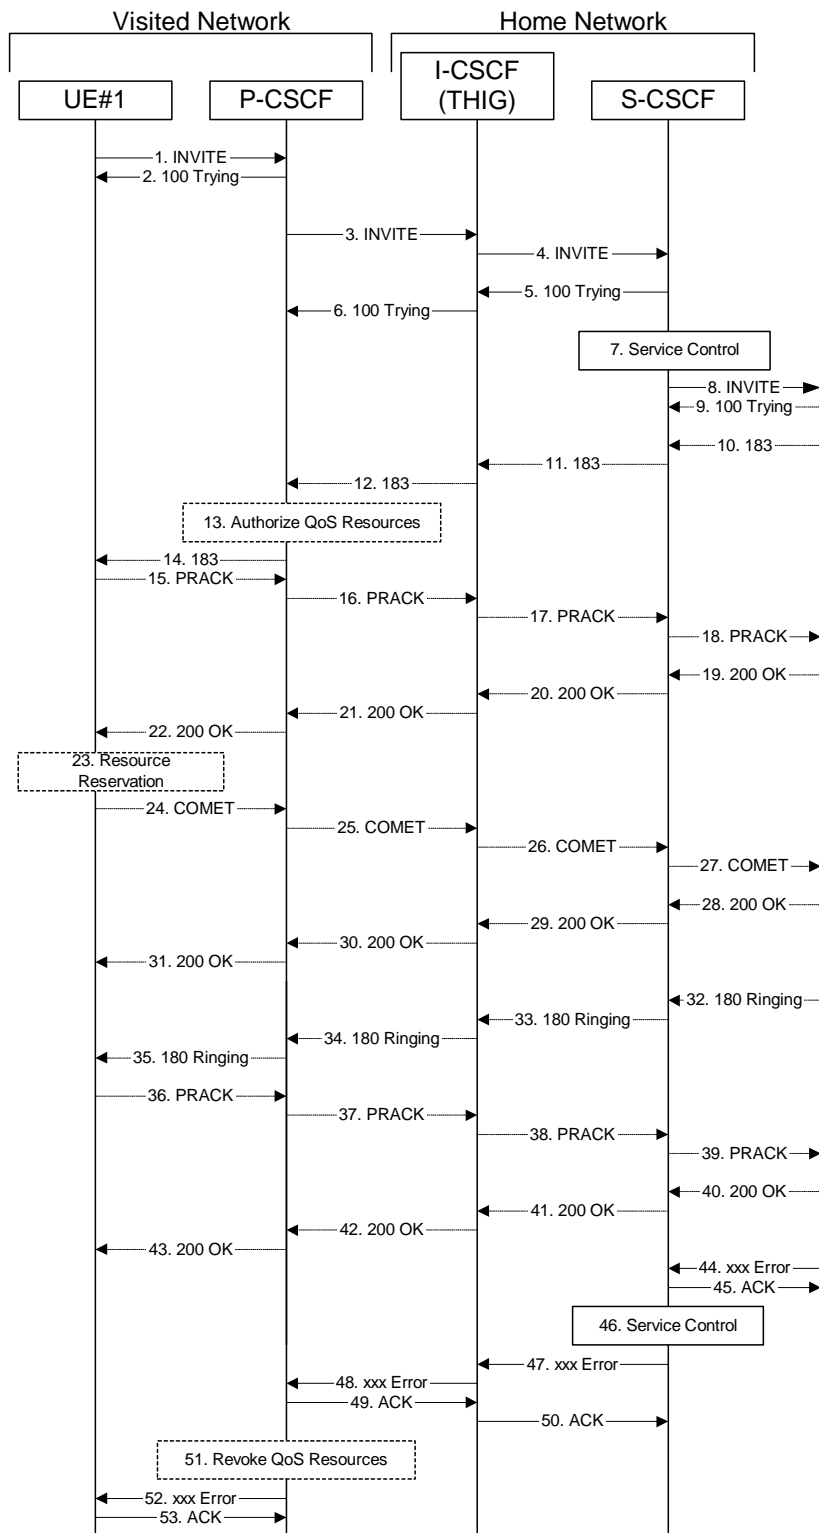 Visited Network
Home Network
UE#1
P-CSCF
I-CSCF
(THIG)
S-CSCF
1. INVITE
2. 100 Trying
3. INVITE
4. INVITE
5. 100 Trying
6. 100 Trying
7. Service Control
8. INVITE
9. 100 Trying
10. 183
11. 183
12. 183
13. Authorize QoS Resources
14. 183
15. PRACK
16. PRACK
17. PRACK
18. PRACK
19. 200 OK
20. 200 OK
21. 200 OK
22. 200 OK
23. Resource
Reservation
24. COMET
25. COMET
26. COMET
27. COMET
28. 200 OK
29. 200 OK
30. 200 OK
31. 200 OK
32. 180 Ringing
33. 180 Ringing
34. 180 Ringing
35. 180 Ringing
36. PRACK
37. PRACK
38. PRACK
39. PRACK
40. 200 OK
41. 200 OK
42. 200 OK
43. 200 OK
44. xxx Error
45. ACK
46. Service Control
47. xxx Error
48. xxx Error
49. ACK
50. ACK
51. Revoke QoS Resources
52. xxx Error
53. ACK